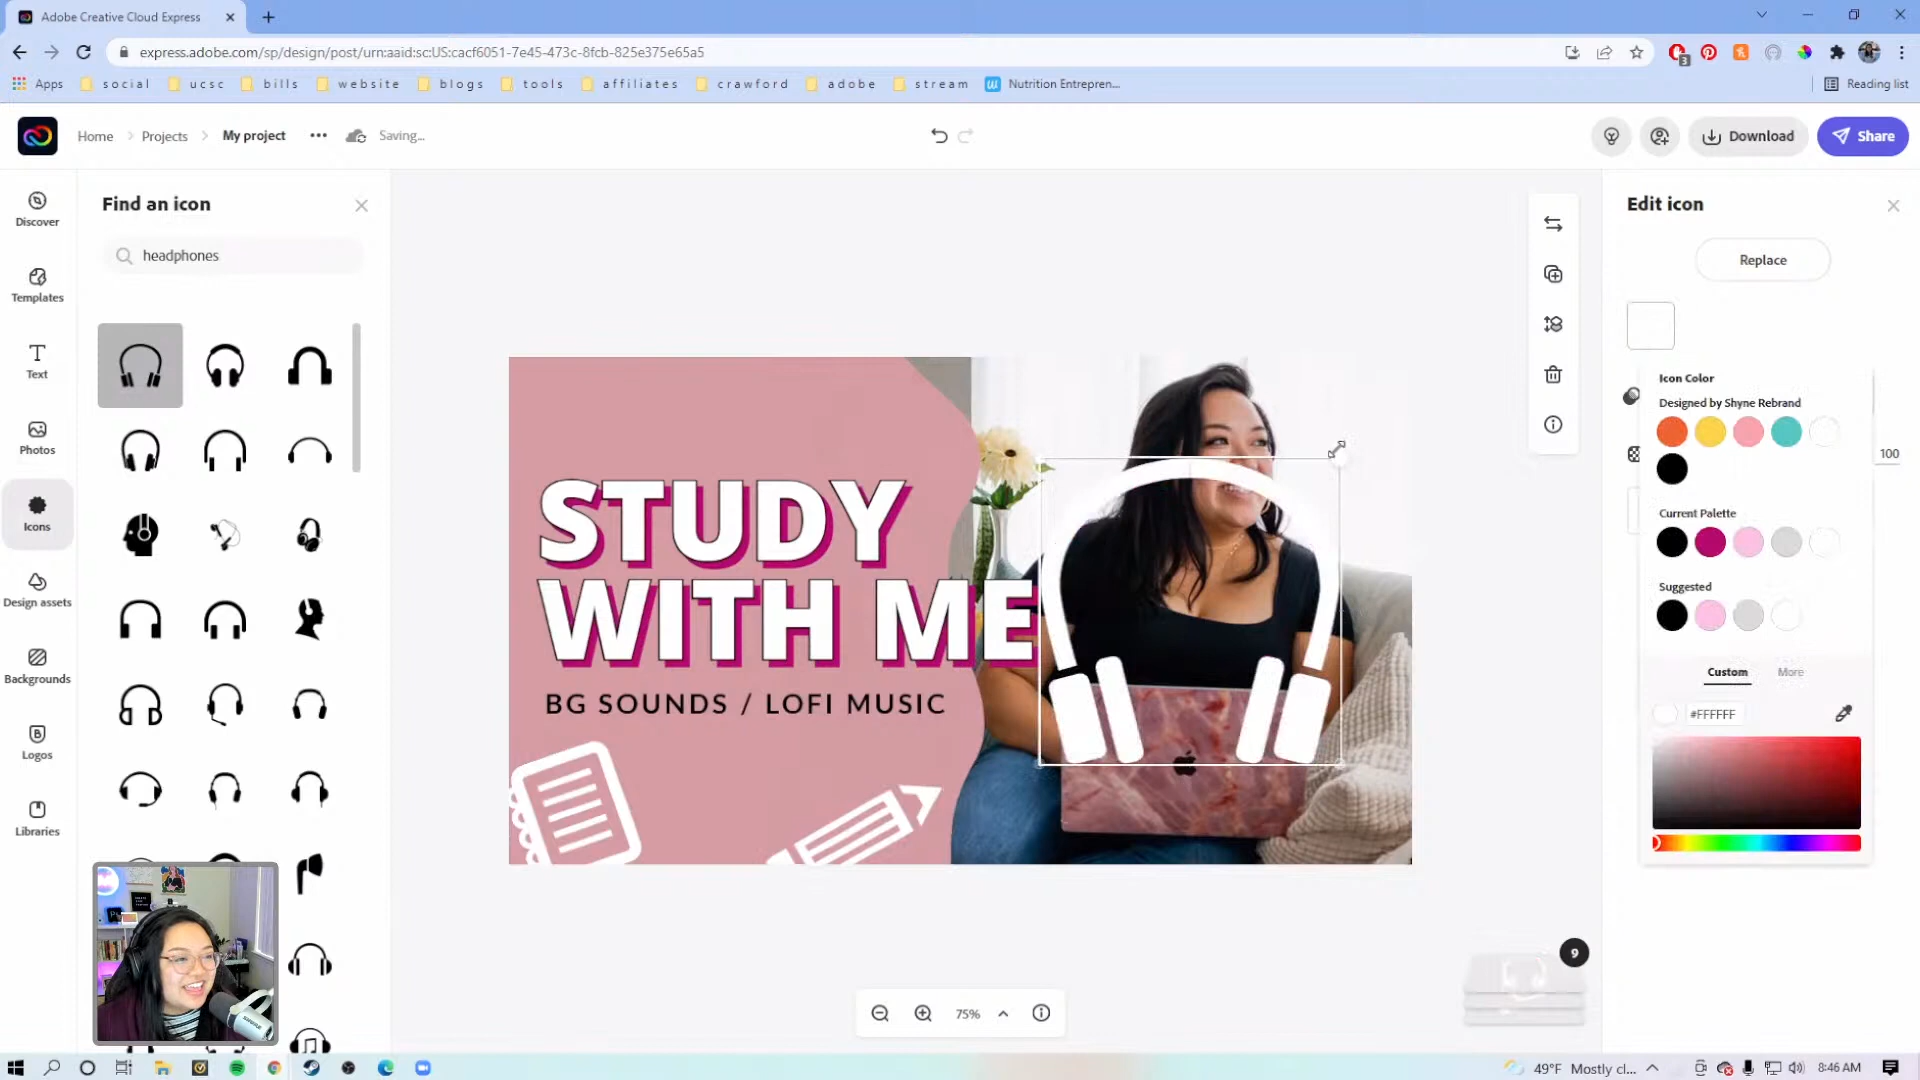 Adobe Creative Cloud Express
express.adobe.com/sp/design/post/urn:aaid:sc:US:cacf6051-7e45-473c-8fcb-825e375e65a5
3
Apps social ucsc bills website blogs tools affiliates crawford adobe stream Nutrition Entrepren... Reading list
Home Projects My project Saving... Download Share
Find an icon
headphones
Discover
Templates
Text
Photos
Icons
Design assets
Backgrounds
Logos
Libraries
STUDY
WITH ME
BG SOUNDS / LOFI MUSIC
Edit icon
Replace
Icon Color
Designed by Shyne Rebrand
100
Current Palette
Suggested
Custom More
#FFFFFF
9
75%
49°F Mostly cl... 8:46 AM